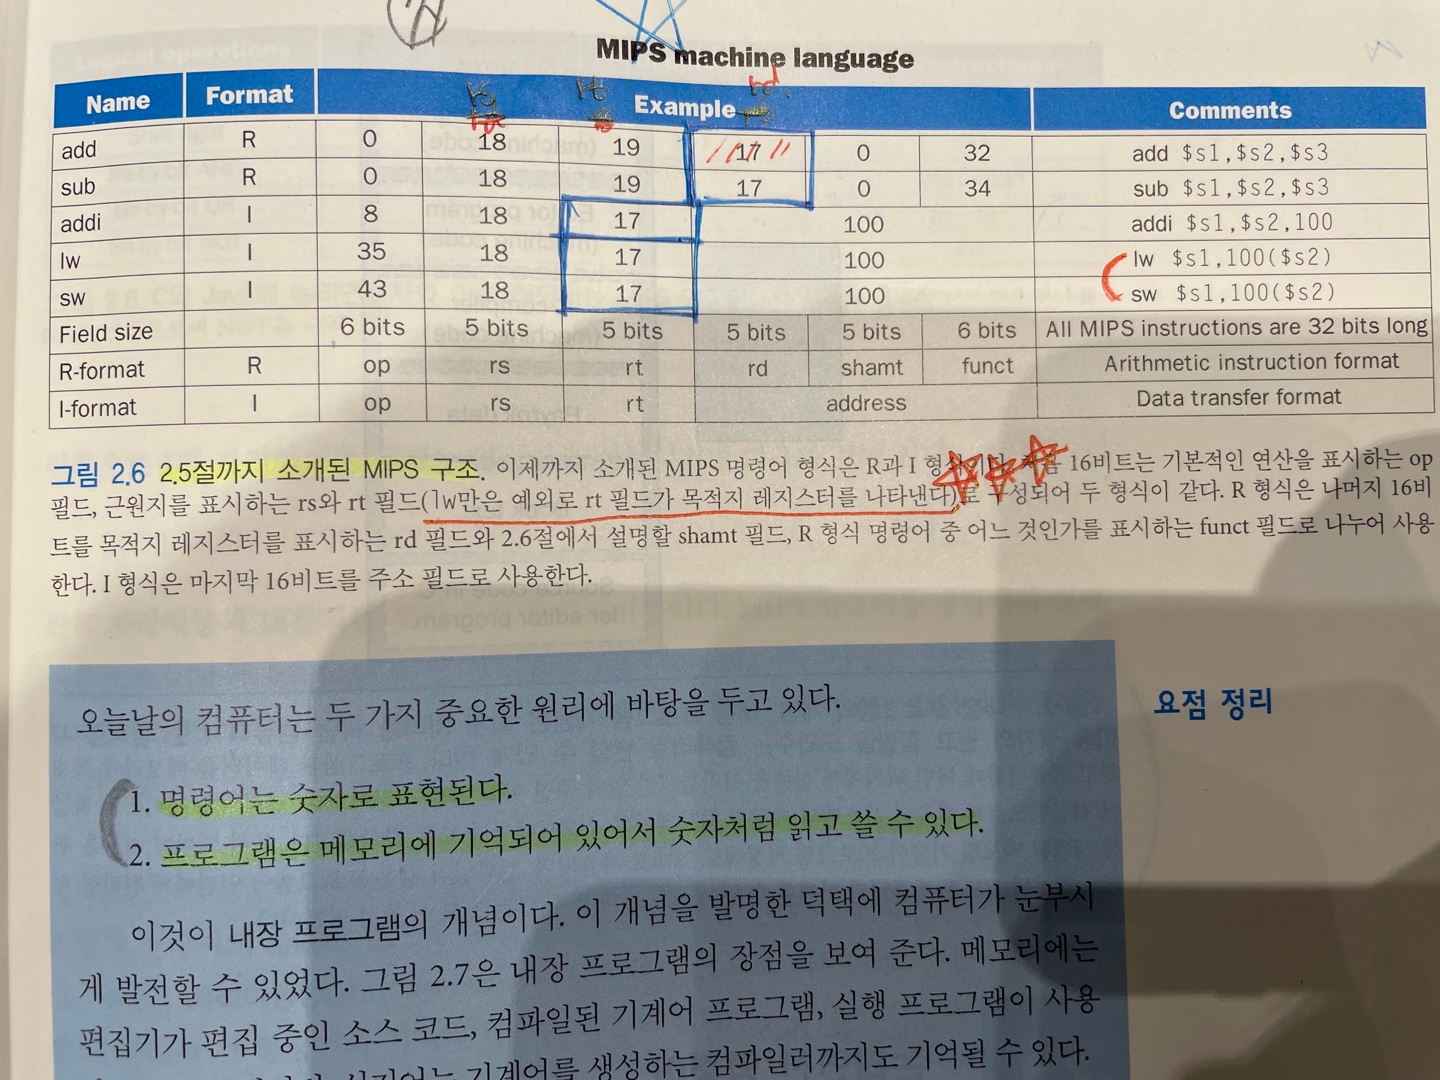 MIPS machine language
Name Format Example Comments
rs rt rd
add R 0 18 19 17 0 32 add $s1,$s2,$s3
sub R 0 18 19 17 0 34 sub $s1,$s2,$s3
addi I 8 18 17 100 addi $s1,$s2,100
lw I 35 18 17 100 lw $s1,100($s2)
sw I 43 18 17 100 sw $s1,100($s2)
Field size 6 bits 5 bits 5 bits 5 bits 5 bits 6 bits All MIPS instructions are 32 bits long
R-format R op rs rt rd shamt funct Arithmetic instruction format
I-format I op rs rt address Data transfer format
그림 2.6 2.5절까지 소개된 MIPS 구조. 이제까지 소개된 MIPS 명령어 형식은 R과 I 16비트는 기본적인 연산을 표시하는 op
필드, 근원지를 표시하는 rs와 rt 필드(lw만은 예외로 rt 필드가 목적지 레지스터를 나타낸다)로 구성되어 두 형식이 같다. R 형식은 나머지 16비
트를 목적지 레지스터를 표시하는 rd 필드와 2.6절에서 설명할 shamt 필드, R 형식 명령어 중 어느 것인가를 표시하는 funct 필드로 나누어 사용
한다. I 형식은 마지막 16비트를 주소 필드로 사용한다.
오늘날의 컴퓨터는 두 가지 중요한 원리에 바탕을 두고 있다.
요점 정리
1. 명령어는 숫자로 표현된다.
2. 프로그램은 메모리에 기억되어 있어서 숫자처럼 읽고 쓸 수 있다.
이것이 내장 프로그램의 개념이다. 이 개념을 발명한 덕택에 컴퓨터가 눈부시
게 발전할 수 있었다. 그림 2.7은 내장 프로그램의 장점을 보여 준다. 메모리에는
편집기가 편집 중인 소스 코드, 컴파일된 기계어 프로그램, 실행 프로그램이 사용
기계어를 생성하는 컴파일러까지도 기억될 수 있다.